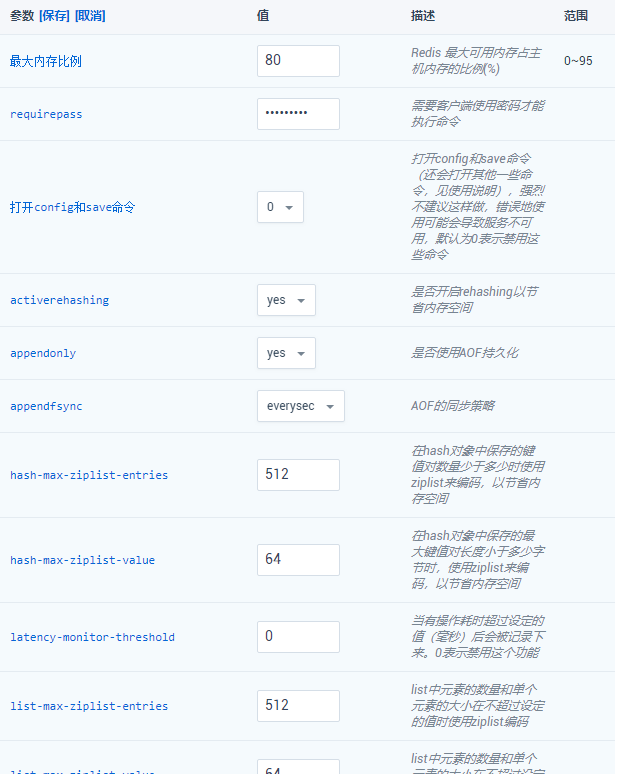 参数 [保存] [取消] 值 描述 范围
最大内存比例 80 Redis 最大可用内存占主
机内存的比例(%) 0~95
requirepass ••••••••• 需要客户端使用密码才能
执行命令
打开config和save命令 0 打开config和save命令
（还会打开其他一些命
令，见使用说明），强烈
不建议这样做，错误地使
用可能会导致服务不可
用，默认为0表示禁用这
些命令
activerehashing yes 是否开启rehashing以节
省内存空间
appendonly yes 是否使用AOF持久化
appendfsync everysec AOF的同步策略
hash-max-ziplist-entries 512 在hash对象中保存的键
值对数量少于多少时使用
ziplist来编码，以节省内
存空间
hash-max-ziplist-value 64 在hash对象中保存的最
大键值对长度小于多少字
节时，使用ziplist来编
码，以节省内存空间
latency-monitor-threshold 0 当有操作耗时超过设定的
值（毫秒）后会被记录下
来。0表示禁用这个功能
list-max-ziplist-entries 512 list中元素的数量和单个
元素的大小在不超过设定
的值时使用ziplist编码
list-max-ziplist-value 64 list中元素的数量和单个
元素的大小在不超过设定